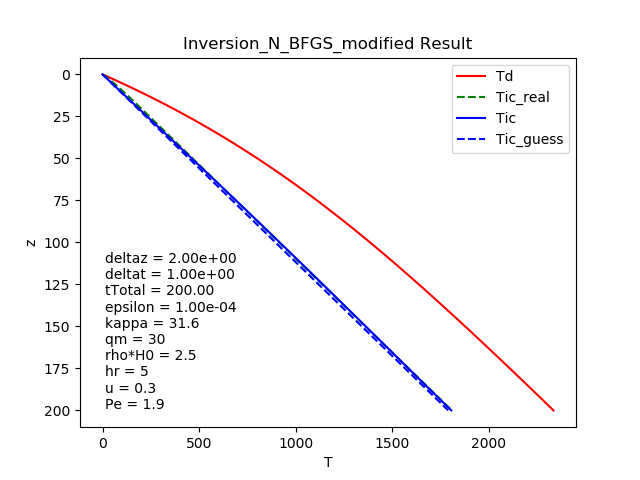 Inversion_N_BFGS_modified Result
Td
Tic_real
Tic
Tic_guess
z
0
25
50
75
100
125
150
175
200
deltaz = 2.00e+00
deltat = 1.00e+00
tTotal = 200.00
epsilon = 1.00e-04
kappa = 31.6
qm = 30
rho*H0 = 2.5
hr = 5
u = 0.3
Pe = 1.9
0 500 1000 1500 2000
T